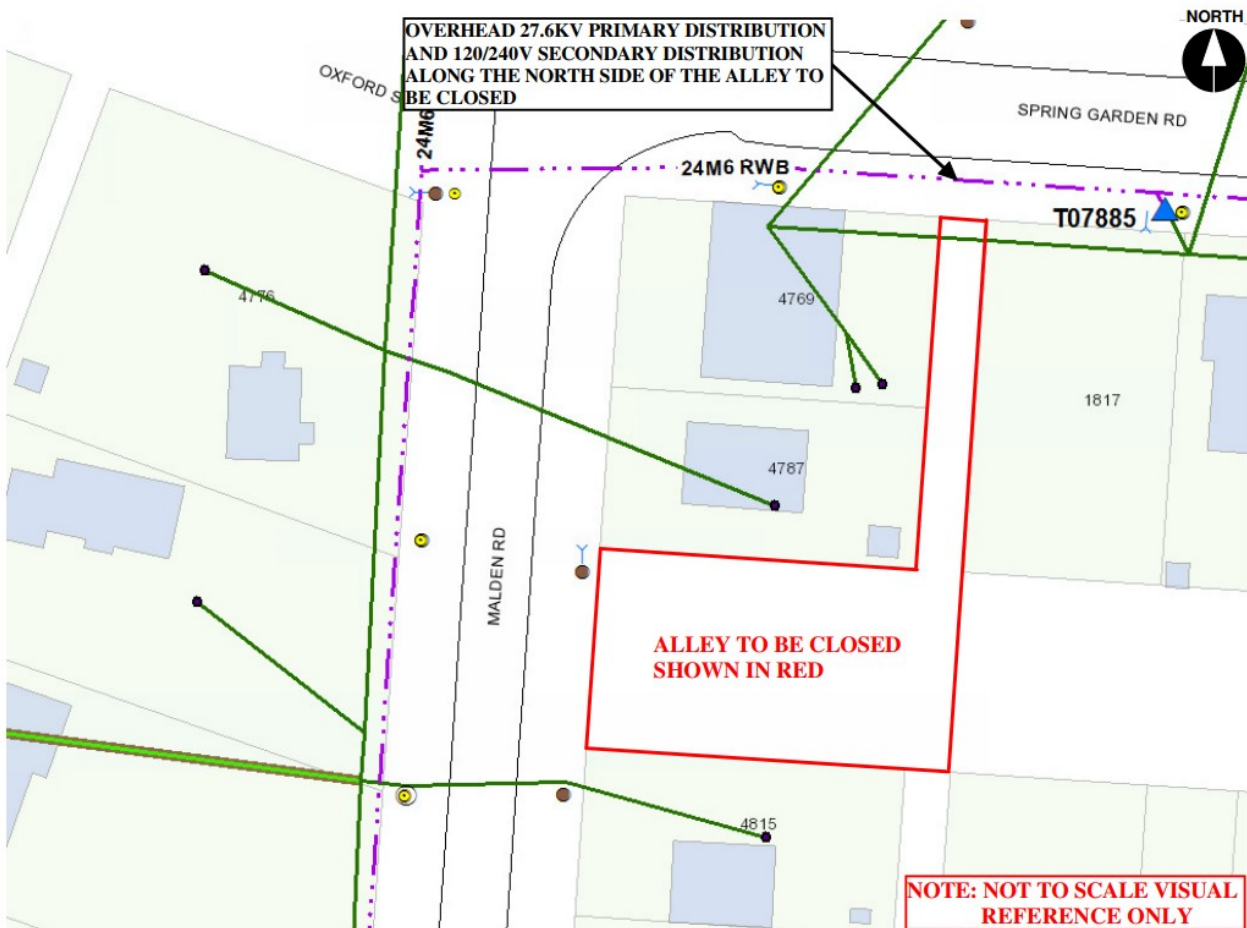 NORTH
OVERHEAD 27.6KV PRIMARY DISTRIBUTION
AND 120/240V SECONDARY DISTRIBUTION
ALONG THE NORTH SIDE OF THE ALLEY TO
BE CLOSED
OXFORD S
24M6
SPRING GARDEN RD
24M6 RWB
T07885
4776
4769
1817
4787
MALDEN RD
ALLEY TO BE CLOSED
SHOWN IN RED
4815
NOTE: NOT TO SCALE VISUAL
REFERENCE ONLY